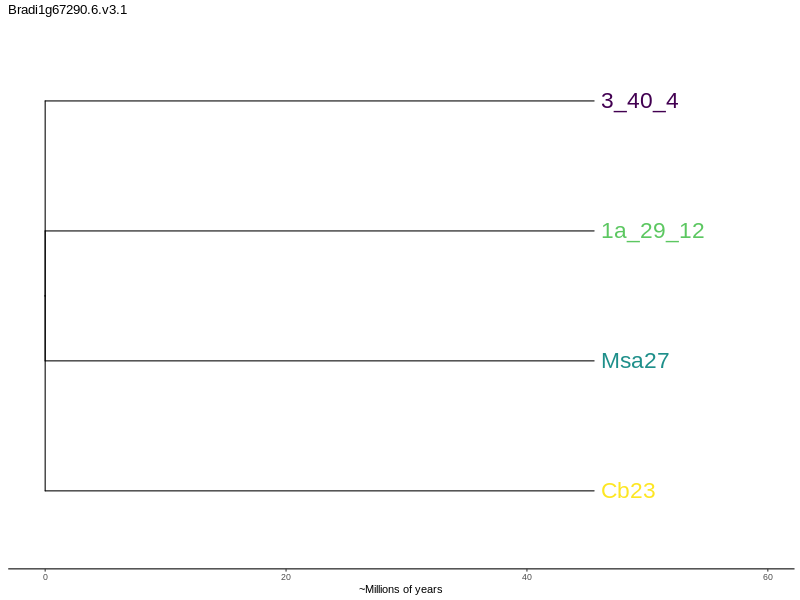 Bradi1g67290.6.v3.1
3_40_4
1a_29_12
Msa27
Cb23
0 20 40 60
~Millions of years